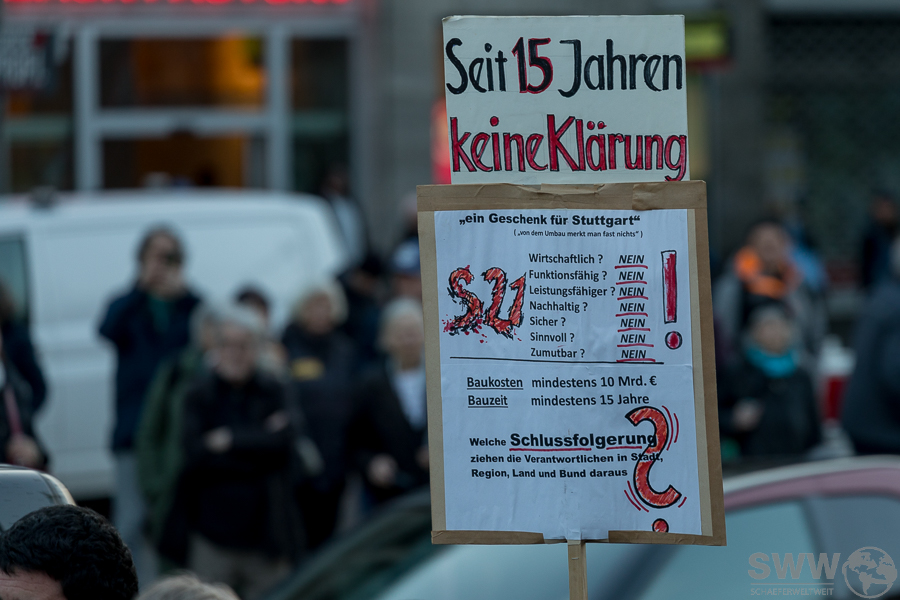 Seit 15 Jahren
keine Klärung
„ein Geschenk für Stuttgart“
( „von dem Umbau merkt man fast nichts“ )
S21
Wirtschaftlich ? NEIN
Funktionsfähig ? NEIN
Leistungsfähiger ? NEIN
Nachhaltig ? NEIN
Sicher ? NEIN
Sinnvoll ? NEIN
Zumutbar ? NEIN
!
Baukosten mindestens 10 Mrd. €
Bauzeit mindestens 15 Jahre
Welche Schlussfolgerung
ziehen die Verantwortlichen in Stadt,
Region, Land und Bund daraus
?
SWW
SCHAEFERWELTWEIT